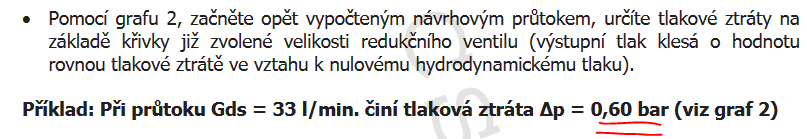 • Pomocí grafu 2, začněte opět vypočteným návrhovým průtokem, určíte tlakové ztráty na
základě křivky již zvolené velikosti redukčního ventilu (výstupní tlak klesá o hodnotu
rovnou tlakové ztrátě ve vztahu k nulovému hydrodynamickému tlaku).
Příklad: Při průtoku Gds = 33 l/min. činí tlaková ztráta Δp = 0,60 bar (viz graf 2)